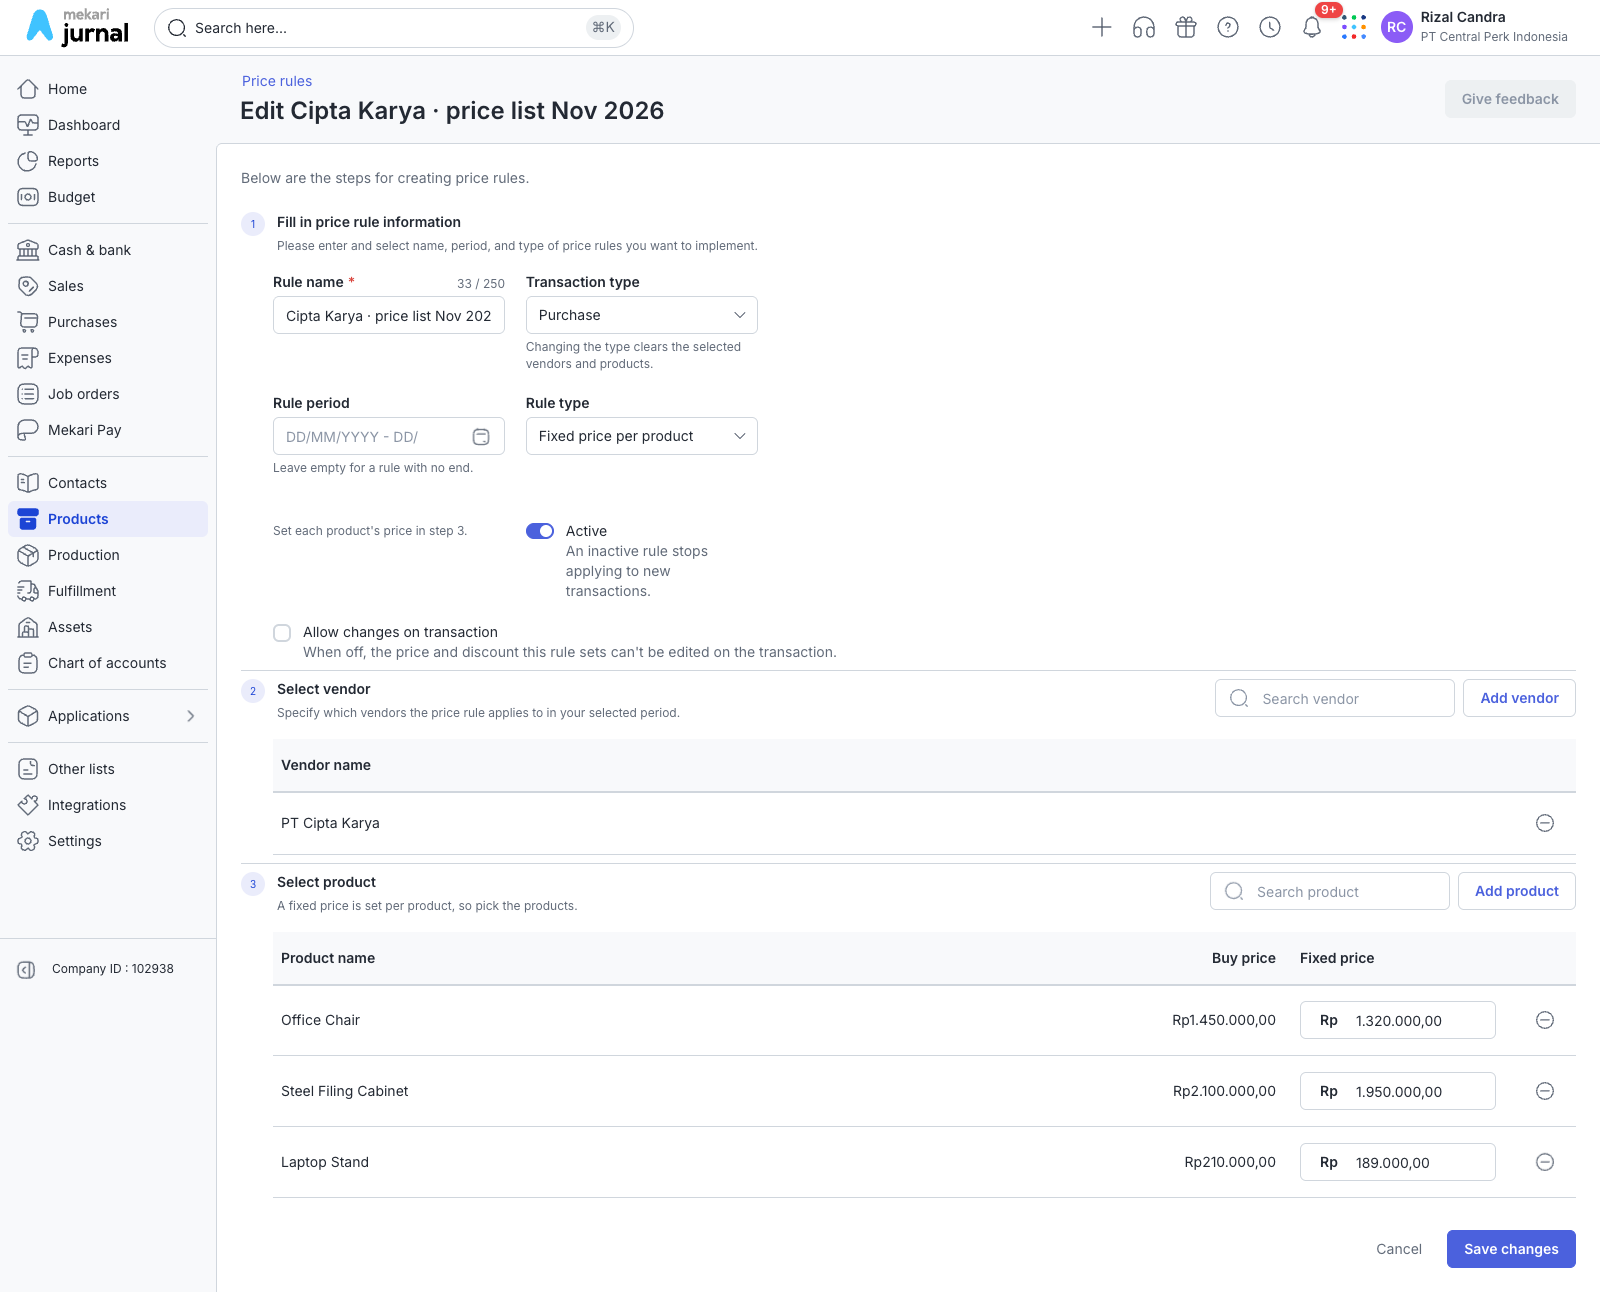 mekari
jurnal
Search here...
⌘K
9+
RC
Rizal Candra
PT Central Perk Indonesia
Home
Dashboard
Reports
Budget
Cash & bank
Sales
Purchases
Expenses
Job orders
Mekari Pay
Contacts
Products
Production
Fulfillment
Assets
Chart of accounts
Applications
Other lists
Integrations
Settings
Company ID : 102938
Price rules
Edit Cipta Karya · price list Nov 2026
Give feedback
Below are the steps for creating price rules.
1
Fill in price rule information
Please enter and select name, period, and type of price rules you want to implement.
Rule name *
33 / 250
Cipta Karya · price list Nov 202
Transaction type
Purchase
Changing the type clears the selected
vendors and products.
Rule period
DD/MM/YYYY - DD/
Leave empty for a rule with no end.
Rule type
Fixed price per product
Set each product's price in step 3.
Active
An inactive rule stops
applying to new
transactions.
Allow changes on transaction
When off, the price and discount this rule sets can't be edited on the transaction.
2
Select vendor
Specify which vendors the price rule applies to in your selected period.
Search vendor
Add vendor
Vendor name
PT Cipta Karya
3
Select product
A fixed price is set per product, so pick the products.
Search product
Add product
Product name
Buy price
Fixed price
Office Chair
Rp1.450.000,00
Rp 1.320.000,00
Steel Filing Cabinet
Rp2.100.000,00
Rp 1.950.000,00
Laptop Stand
Rp210.000,00
Rp 189.000,00
Cancel
Save changes